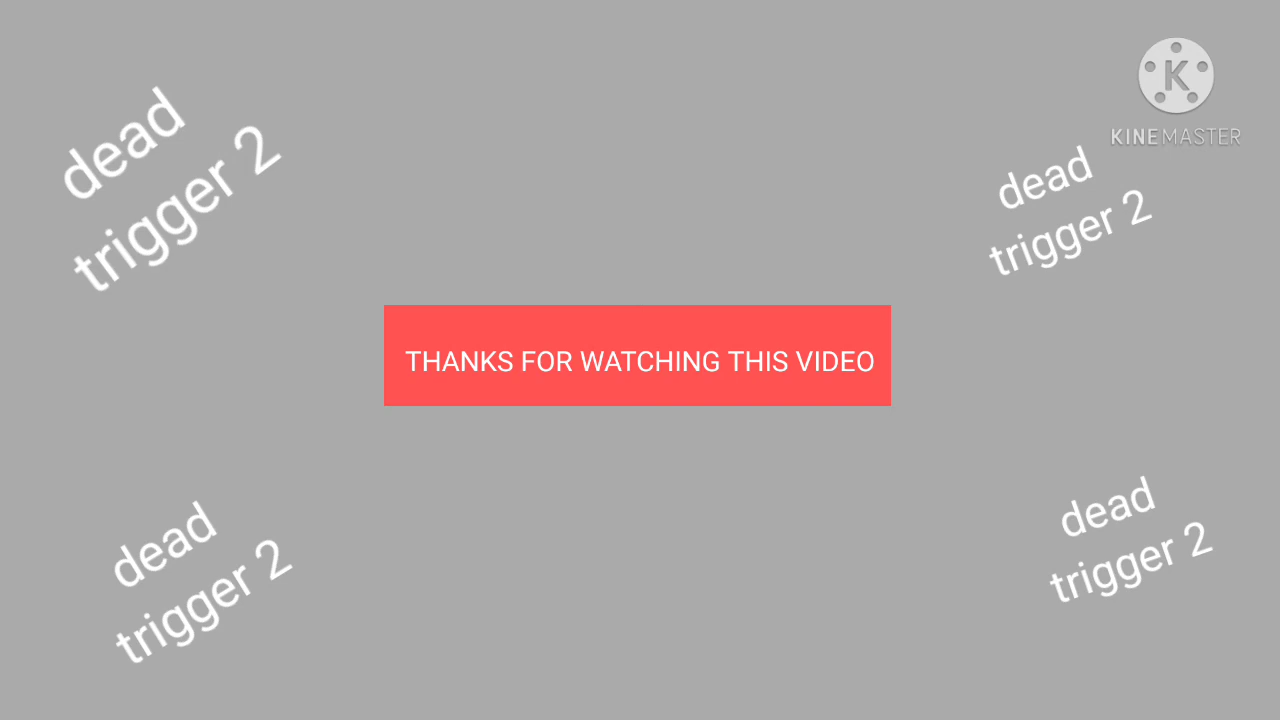 dead
trigger 2
K
KINEMASTER
dead
trigger 2
THANKS FOR WATCHING THIS VIDEO
dead
trigger 2
dead
trigger 2